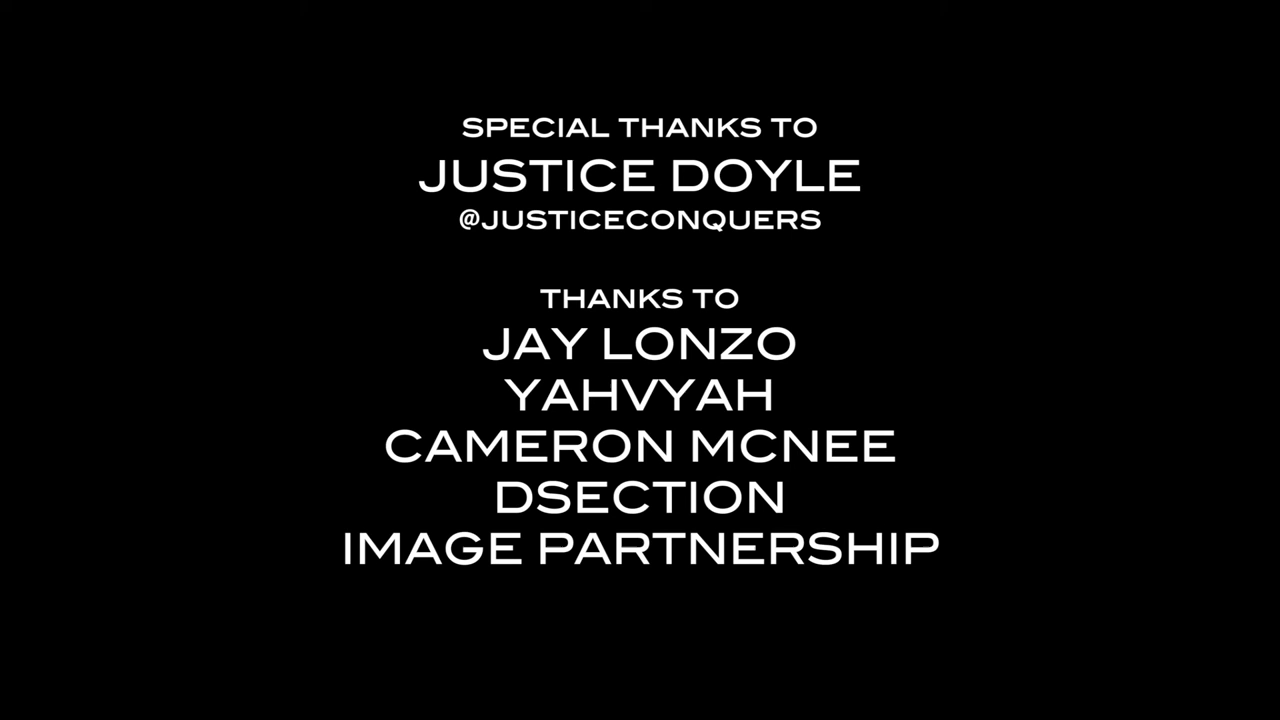 SPECIAL THANKS TO
JUSTICE DOYLE
@JUSTICECONQUERS
THANKS TO
JAY LONZO
YAHVYAH
CAMERON MCNEE
DSECTION
IMAGE PARTNERSHIP